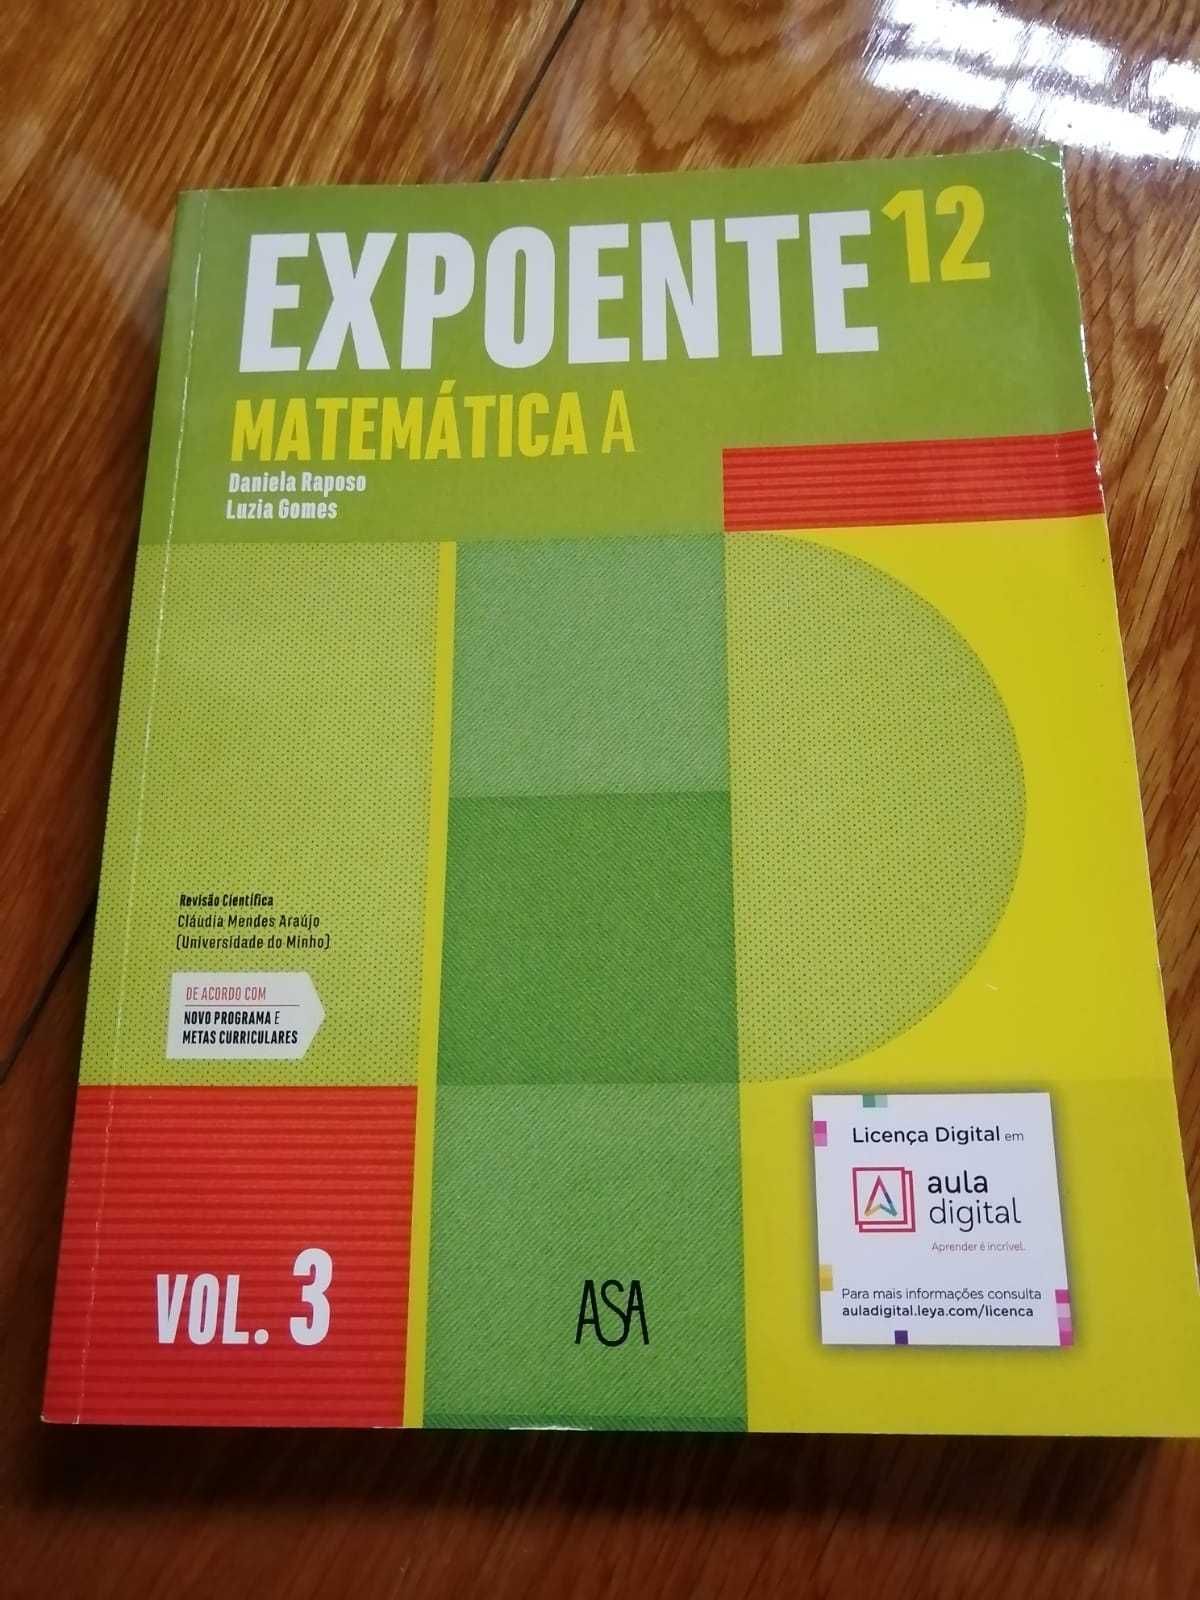 EXPOENTE 12
MATEMÁTICA A
Daniela Raposo
Luzia Gomes
Revisão Científica
Cláudia Mendes Araújo
(Universidade do Minho)
DE ACORDO COM
NOVO PROGRAMA E
METAS CURRICULARES
VOL. 3
ASA
Licença Digital em
aula
digital
Aprender é incrível.
Para mais informações consulta
auladigital.leya.com/licenca